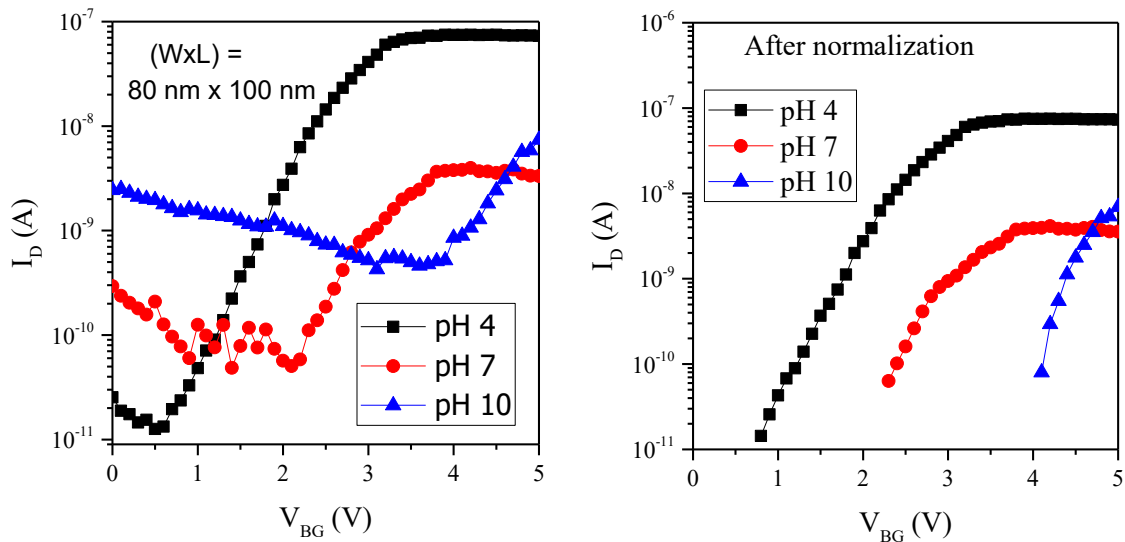 10⁻⁷
10⁻⁸
10⁻⁹
10⁻¹⁰
10⁻¹¹
I_D (A)
(WxL) =
80 nm x 100 nm
pH 4
pH 7
pH 10
0 1 2 3 4 5
V_BG (V)
10⁻⁶
10⁻⁷
10⁻⁸
10⁻⁹
10⁻¹⁰
10⁻¹¹
I_D (A)
After normalization
pH 4
pH 7
pH 10
0 1 2 3 4 5
V_BG (V)